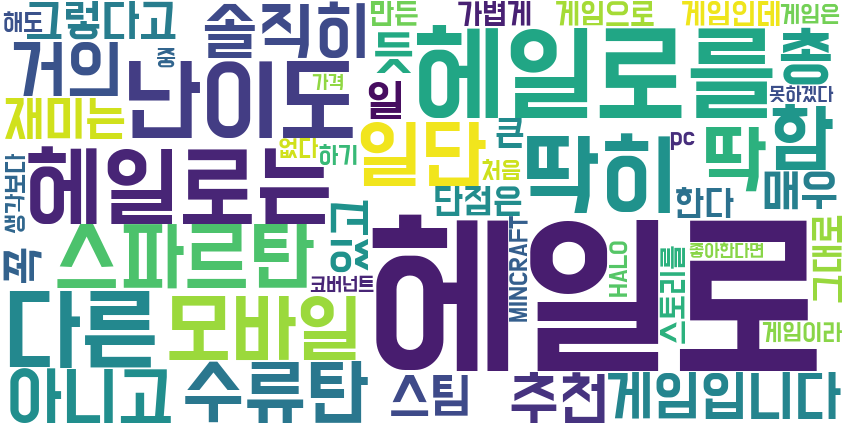 해도
그렇다고
중
솔직히
만든
가볍게
게임으로
게임인데
게임은
거의
난이도
듯
헤일로를
총
재미는
가격
일
못하겠다
없다
하기
일단
큰
처음
딱히
pc
딱
함
생각보다
헤일로는
단점은
한다
매우
꼭
스파르탄
있고
코버넌트
헤일로
MINCRAFT
HALO
스토리를
좋아한다면
그대로
다른
모바일
게임이라
아니고
수류탄
스팀
추천
게임입니다